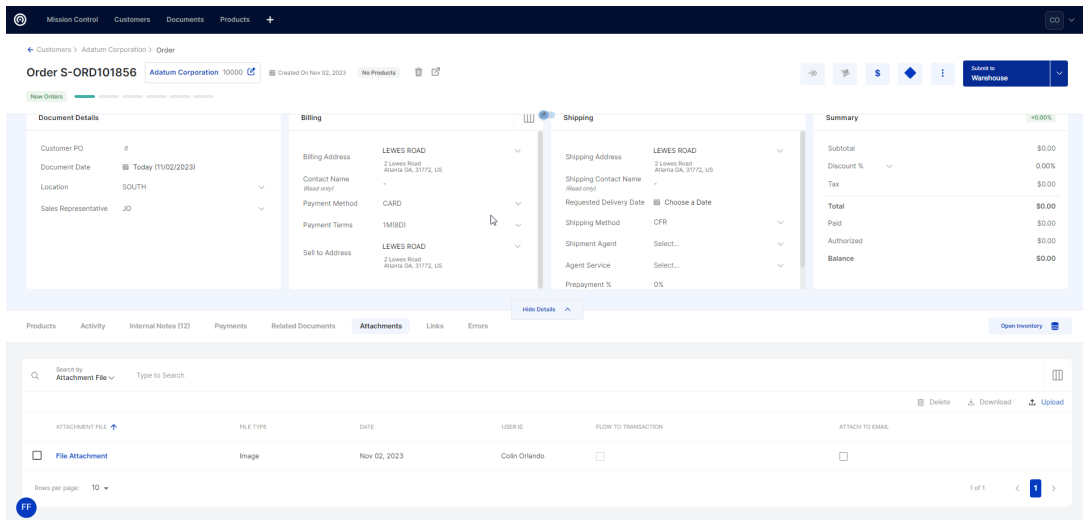 Mission Control Customers Documents Products +
CO
← Customers > Adatum Corporation > Order
Order S-ORD101856 Adatum Corporation 10000 Created On Nov 02, 2023 No Products
$
Submit to
Warehouse
New Orders
Document Details
Customer PO #
Document Date Today (11/02/2023)
Location SOUTH
Sales Representative JO
Billing
Billing Address LEWES ROAD
2 Lewes Road
Atlanta GA, 31772, US
Contact Name
(Read only) -
Payment Method CARD
Payment Terms 1M(8D)
Sell to Address LEWES ROAD
2 Lewes Road
Atlanta GA, 31772, US
Shipping
Shipping Address LEWES ROAD
2 Lewes Road
Atlanta GA, 31772, US
Shipping Contact Name
(Read only) -
Requested Delivery Date Choose a Date
Shipping Method CFR
Shipment Agent Select...
Agent Service Select...
Prepayment % 0%
Summary +0.00%
Subtotal $0.00
Discount % 0.00%
Tax $0.00
Total $0.00
Paid $0.00
Authorized $0.00
Balance $0.00
Hide Details
Products Activity Internal Notes (12) Payments Related Documents Attachments Links Errors
Open Inventory
Search by
Attachment File Type to Search
Delete Download Upload
ATTACHMENT FILE FILE TYPE DATE USER ID FLOW TO TRANSACTION ATTACH TO EMAIL
File Attachment Image Nov 02, 2023 Colin Orlando
Rows per page: 10 1 of 1 < 1 >
FF